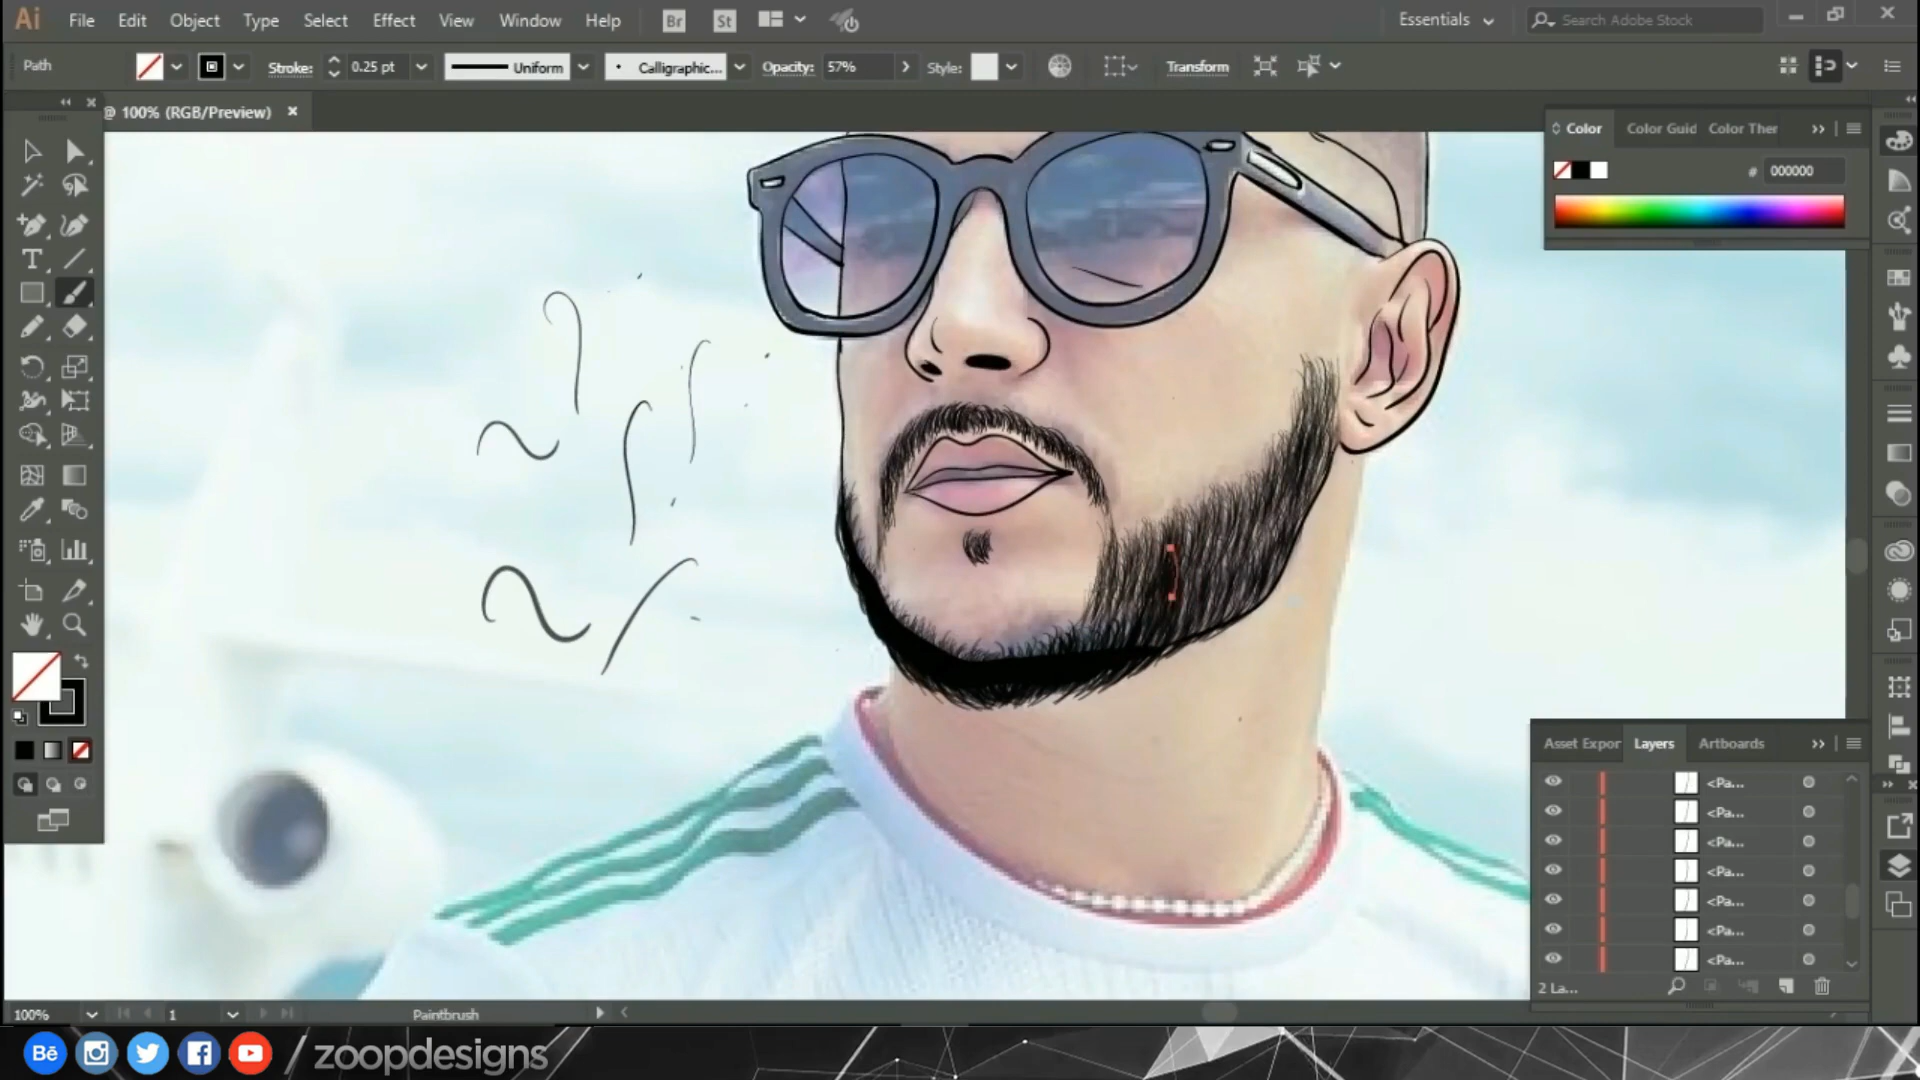 Ai File Edit Object Type Select Effect View Window Help Br St Essentials Search Adobe Stock
Path Stroke: 0.25 pt Uniform Calligraphic... Opacity: 57% Style: Transform
@ 100% (RGB/Preview)
Color Color Guid Color Ther
# 000000
T
Asset Expor Layers Artboards
<Pa...
<Pa...
<Pa...
<Pa...
<Pa...
<Pa...
<Pa...
2 La...
100% 1 Paintbrush
Bē / zoopdesigns